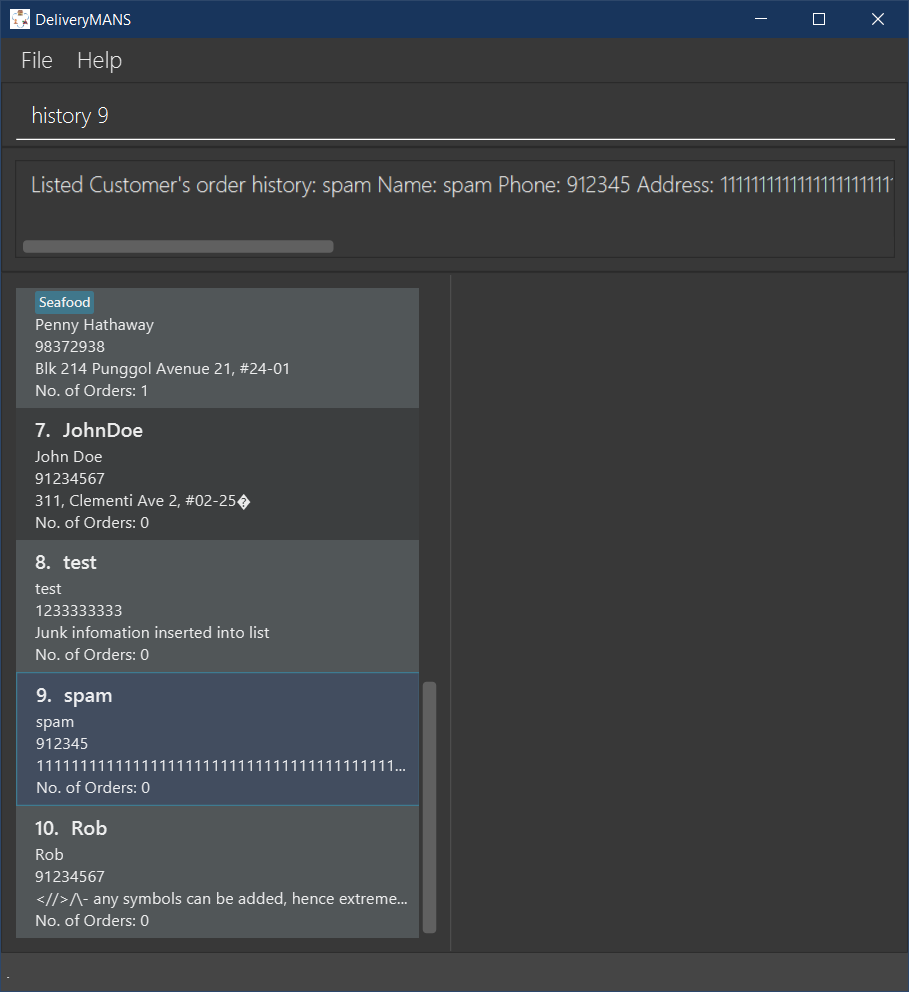 DeliveryMANS
File Help
history 9
Listed Customer's order history: spam Name: spam Phone: 912345 Address: 1111111111111111111111
Seafood
Penny Hathaway
98372938
Blk 214 Punggol Avenue 21, #24-01
No. of Orders: 1
7. JohnDoe
John Doe
91234567
311, Clementi Ave 2, #02-25�
No. of Orders: 0
8. test
test
1233333333
Junk infomation inserted into list
No. of Orders: 0
9. spam
spam
912345
11111111111111111111111111111111111111111...
No. of Orders: 0
10. Rob
Rob
91234567
<//>/\- any symbols can be added, hence extreme...
No. of Orders: 0
.